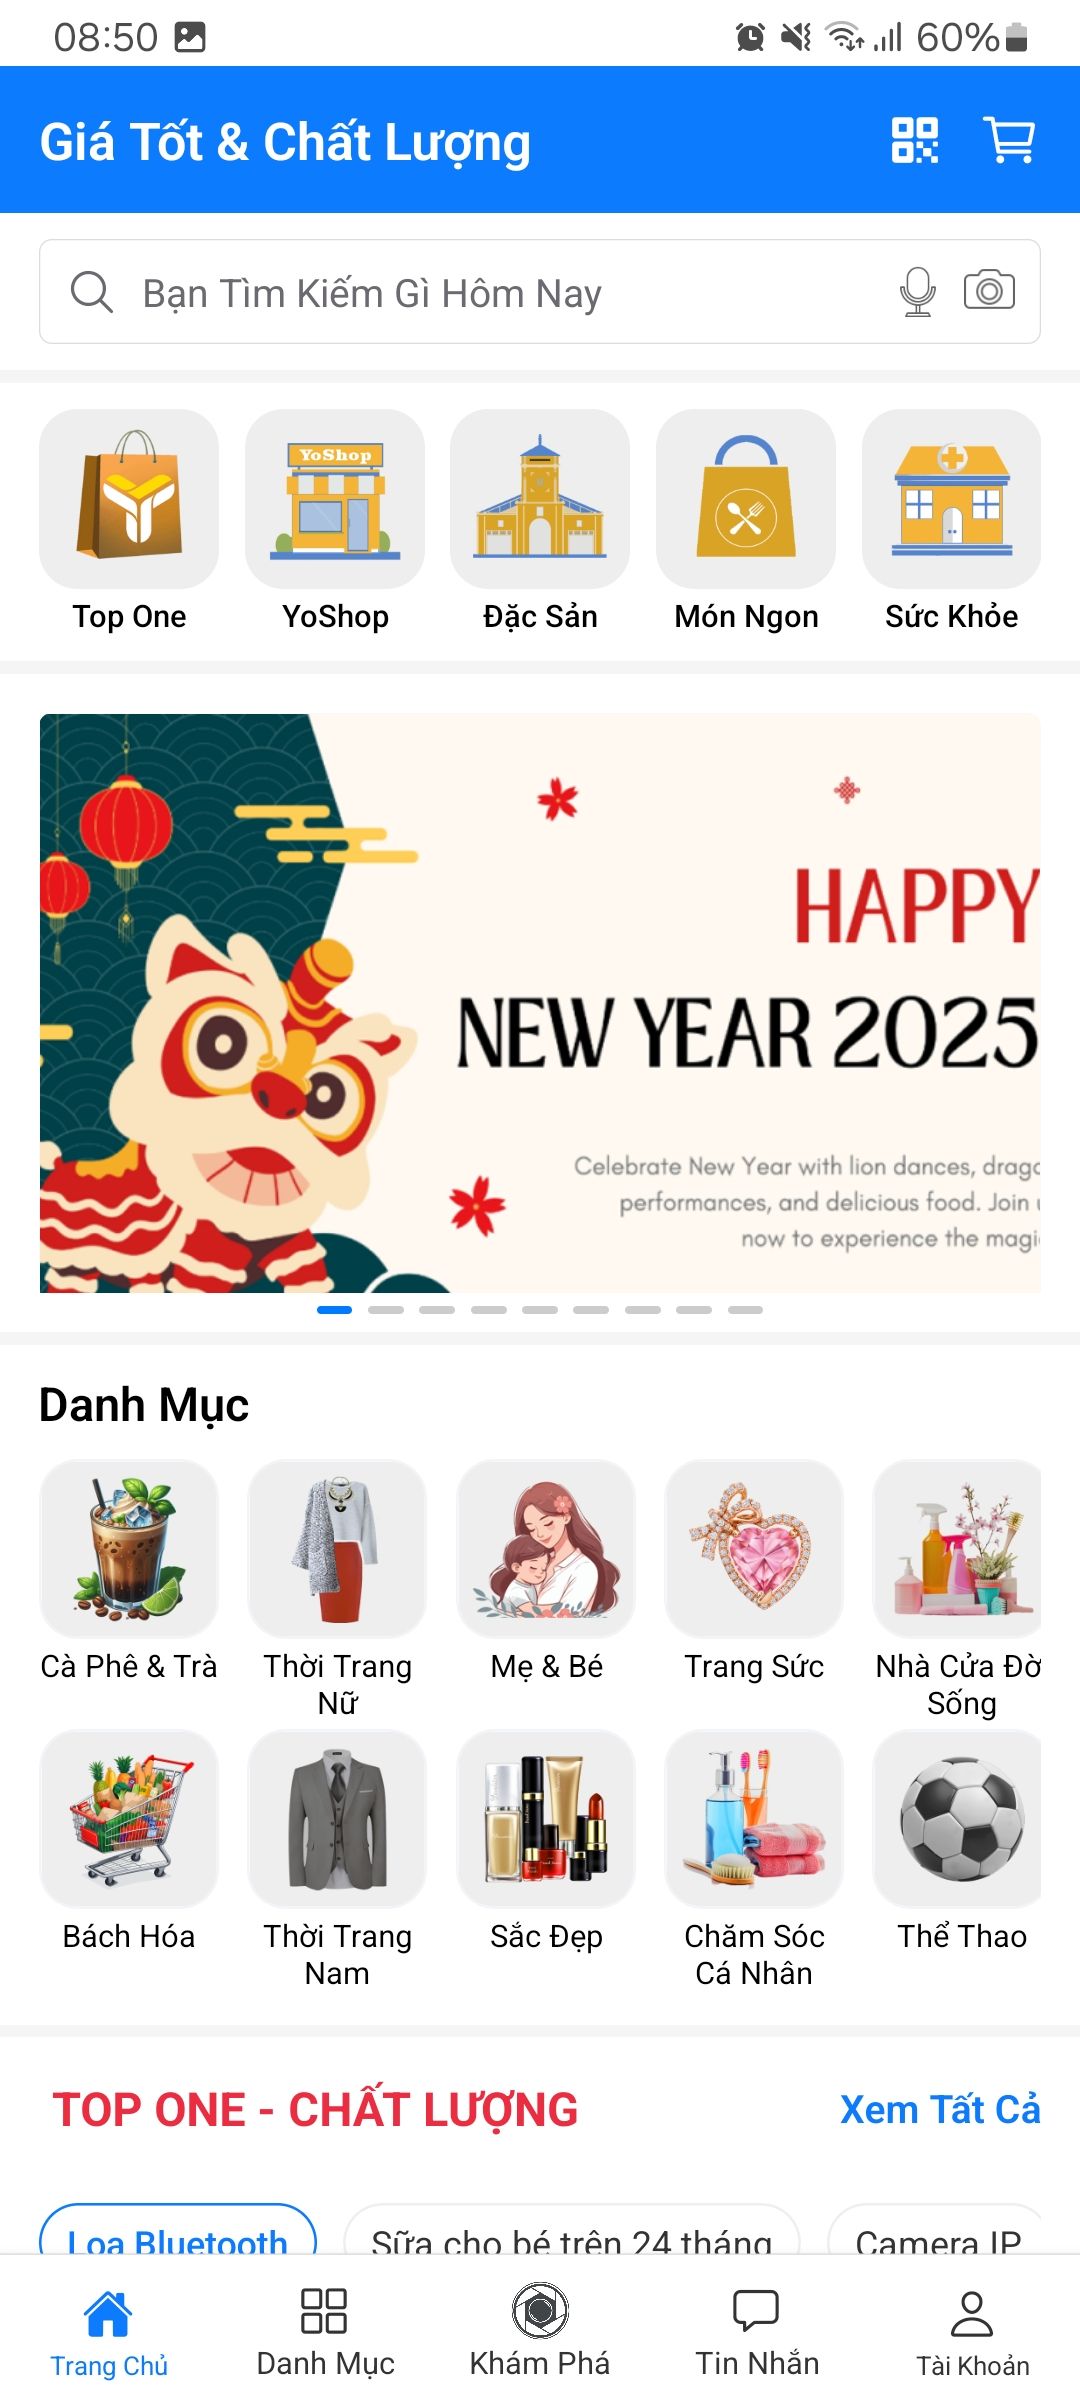 08:50
60%
Giá Tốt & Chất Lượng
Bạn Tìm Kiếm Gì Hôm Nay
YoShop
Top One
YoShop
Đặc Sản
Món Ngon
Sức Khỏe
HAPPY
NEW YEAR 2025
Celebrate New Year with lion dances,
performances, and delicious food. Join
now to experience the
Danh Mục
Cà Phê & Trà
Thời Trang
Nữ
Mẹ & Bé
Trang Sức
Nhà Cửa Đờ
Sống
Bách Hóa
Thời Trang
Nam
Sắc Đẹp
Chăm Sóc
Cá Nhân
Thể Thao
TOP ONE - CHẤT LƯỢNG
Xem Tất Cả
Loa Bluetooth
Sữa cho bé trên 24 tháng
Camera IP
Trang Chủ
Danh Mục
Khám Phá
Tin Nhắn
Tài Khoản